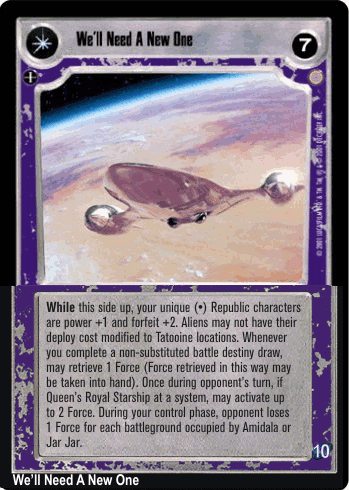 We'll Need A New One
7
While this side up, your unique (•) Republic characters
are power +1 and forfeit +2. Aliens may not have their
deploy cost modified to Tatooine locations. Whenever
you complete a non-substituted battle destiny draw,
may retrieve 1 Force (Force retrieved in this way may
be taken into hand). Once during opponent's turn, if
Queen's Royal Starship at a system, may activate up
to 2 Force. During your control phase, opponent loses
1 Force for each battleground occupied by Amidala or
Jar Jar.
10
We'll Need A New One